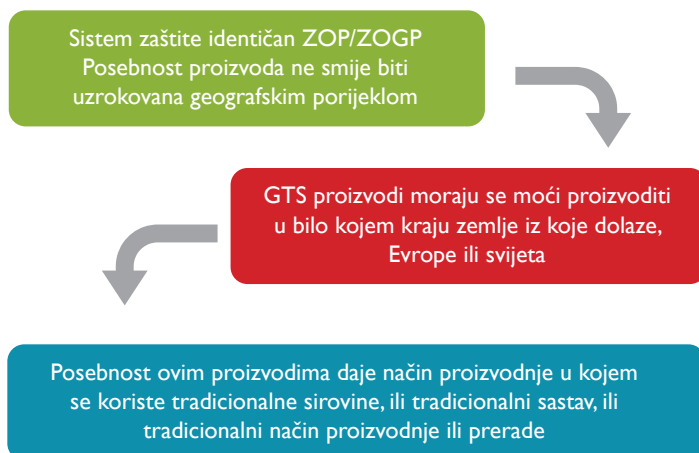 Sistem zaštite identičan ZOP/ZOGP
Posebnost proizvoda ne smije biti
uzrokovana geografskim porijeklom
GTS proizvodi moraju se moći proizvoditi
u bilo kojem kraju zemlje iz koje dolaze,
Evrope ili svijeta
Posebnost ovim proizvodima daje način proizvodnje u kojem
se koriste tradicionalne sirovine, ili tradicionalni sastav, ili
tradicionalni način proizvodnje ili prerade